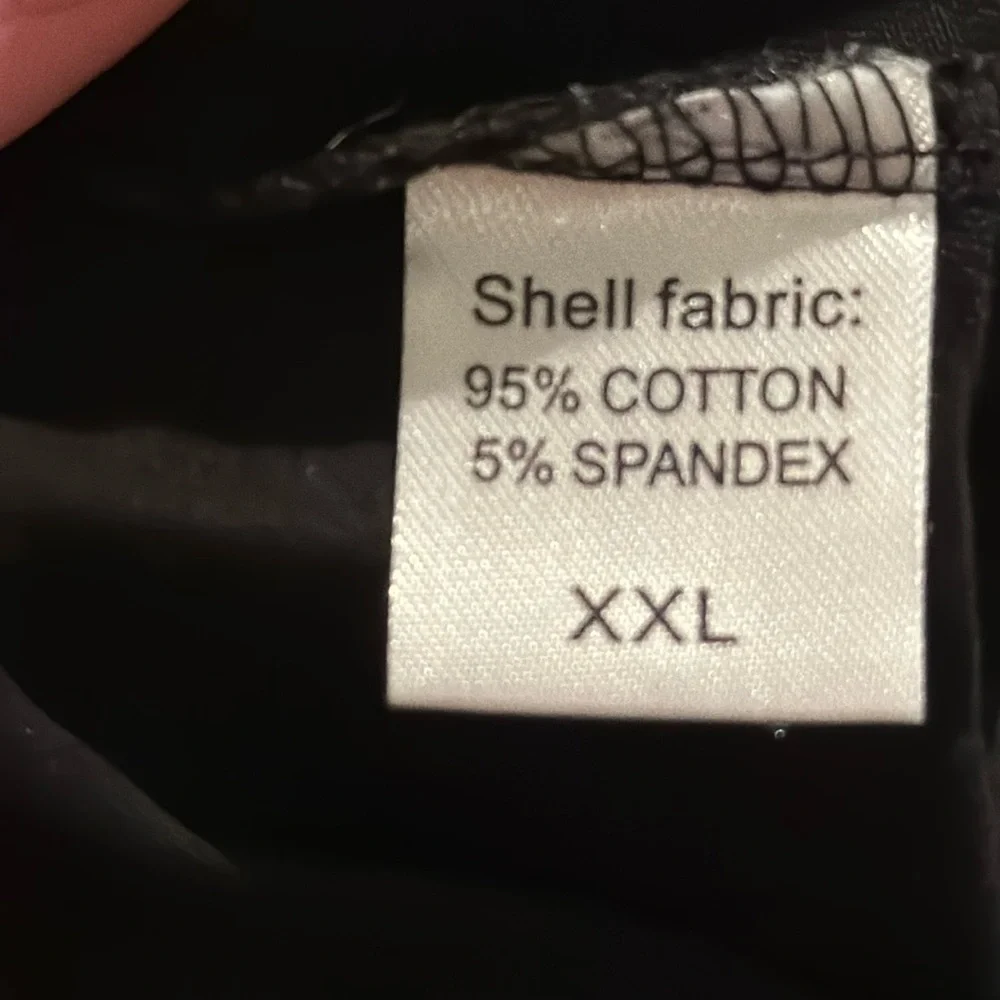 Shell fabric:
95% COTTON
5% SPANDEX
XXL